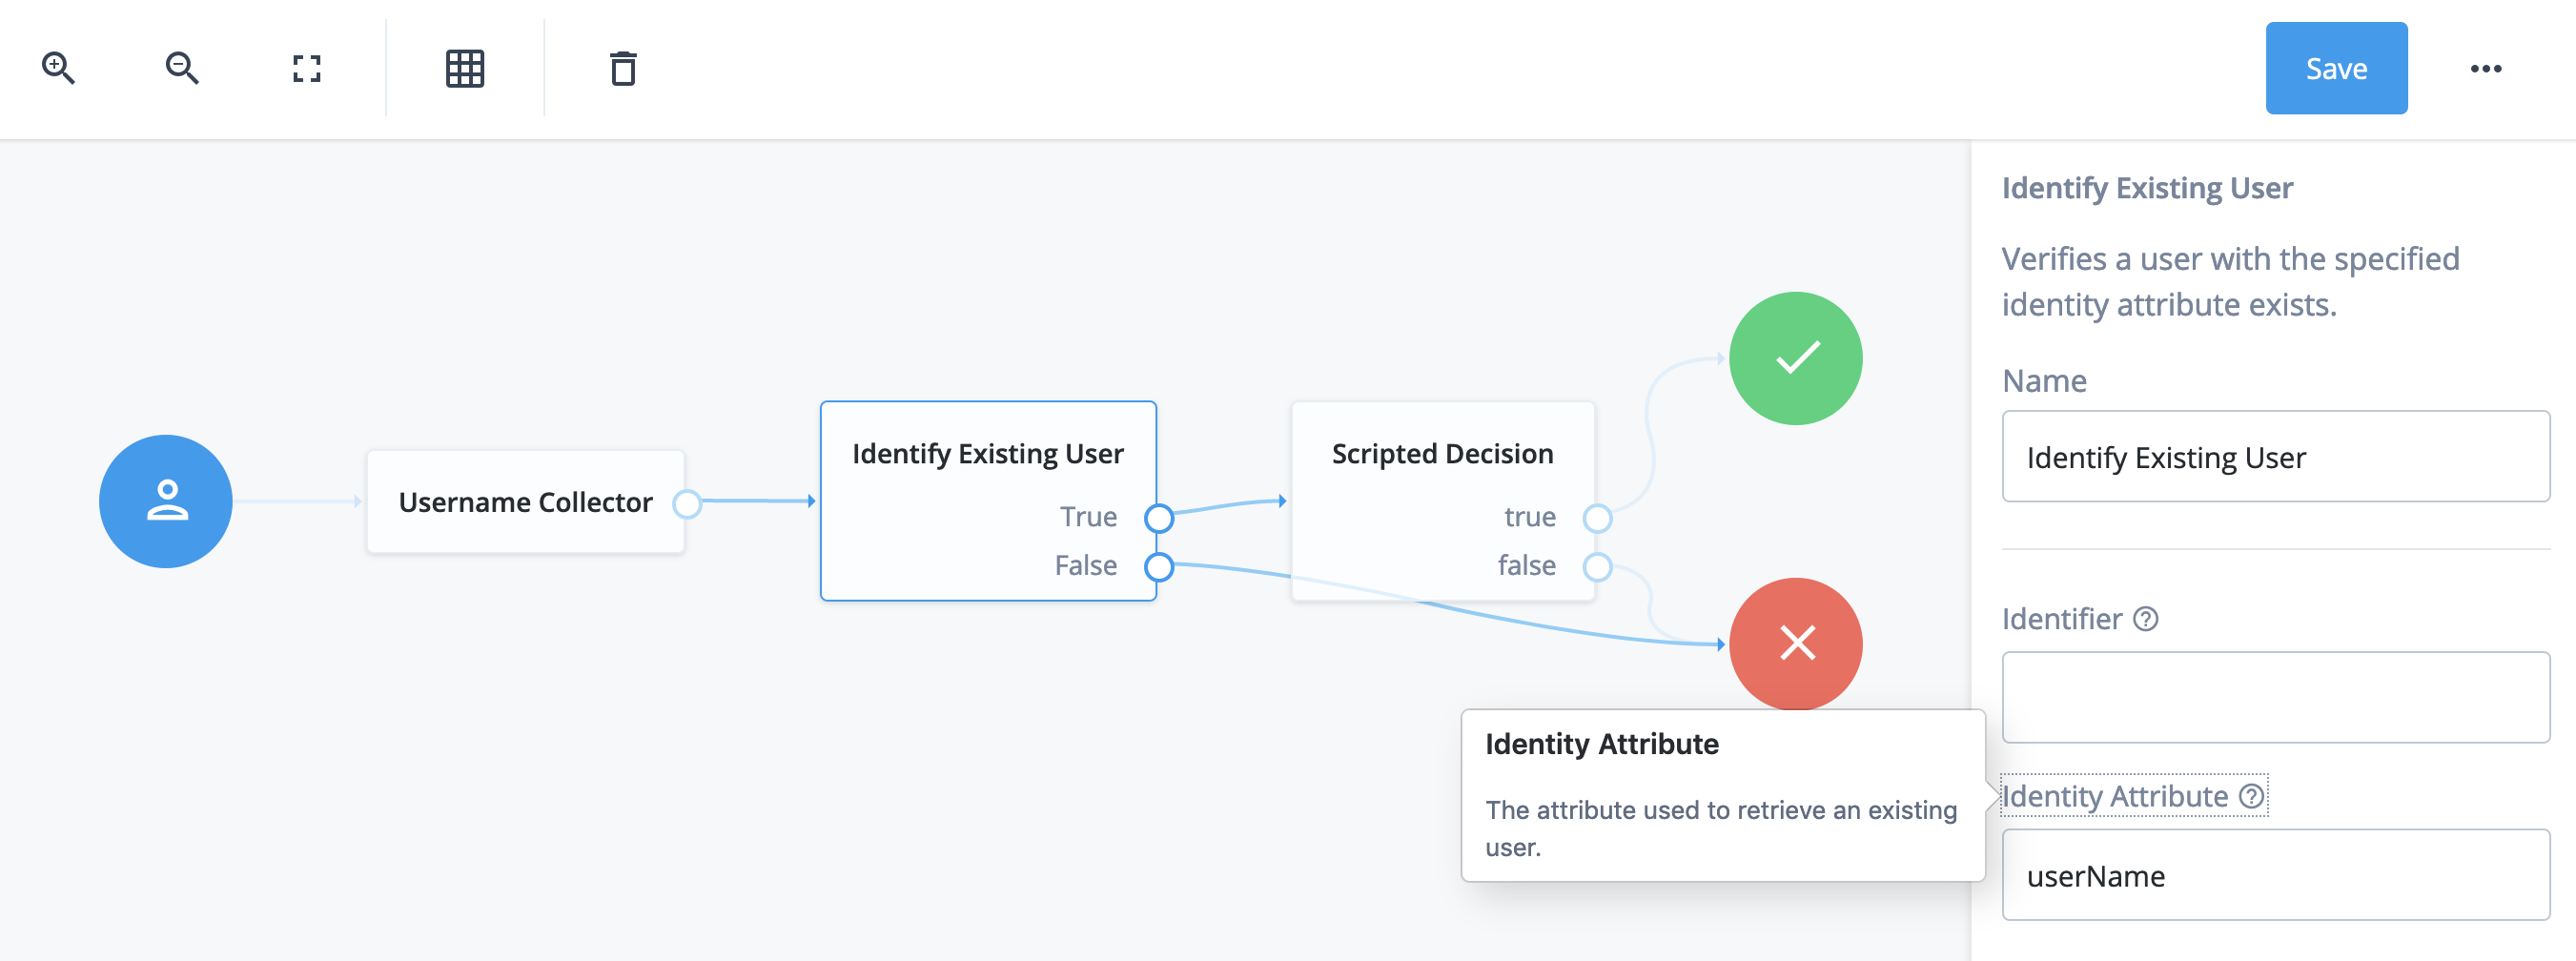 Save
Username Collector
Identify Existing User
True
False
Scripted Decision
true
false
Identity Attribute
The attribute used to retrieve an existing
user.
Identify Existing User
Verifies a user with the specified
identity attribute exists.
Name
Identify Existing User
Identifier
Identity Attribute
userName